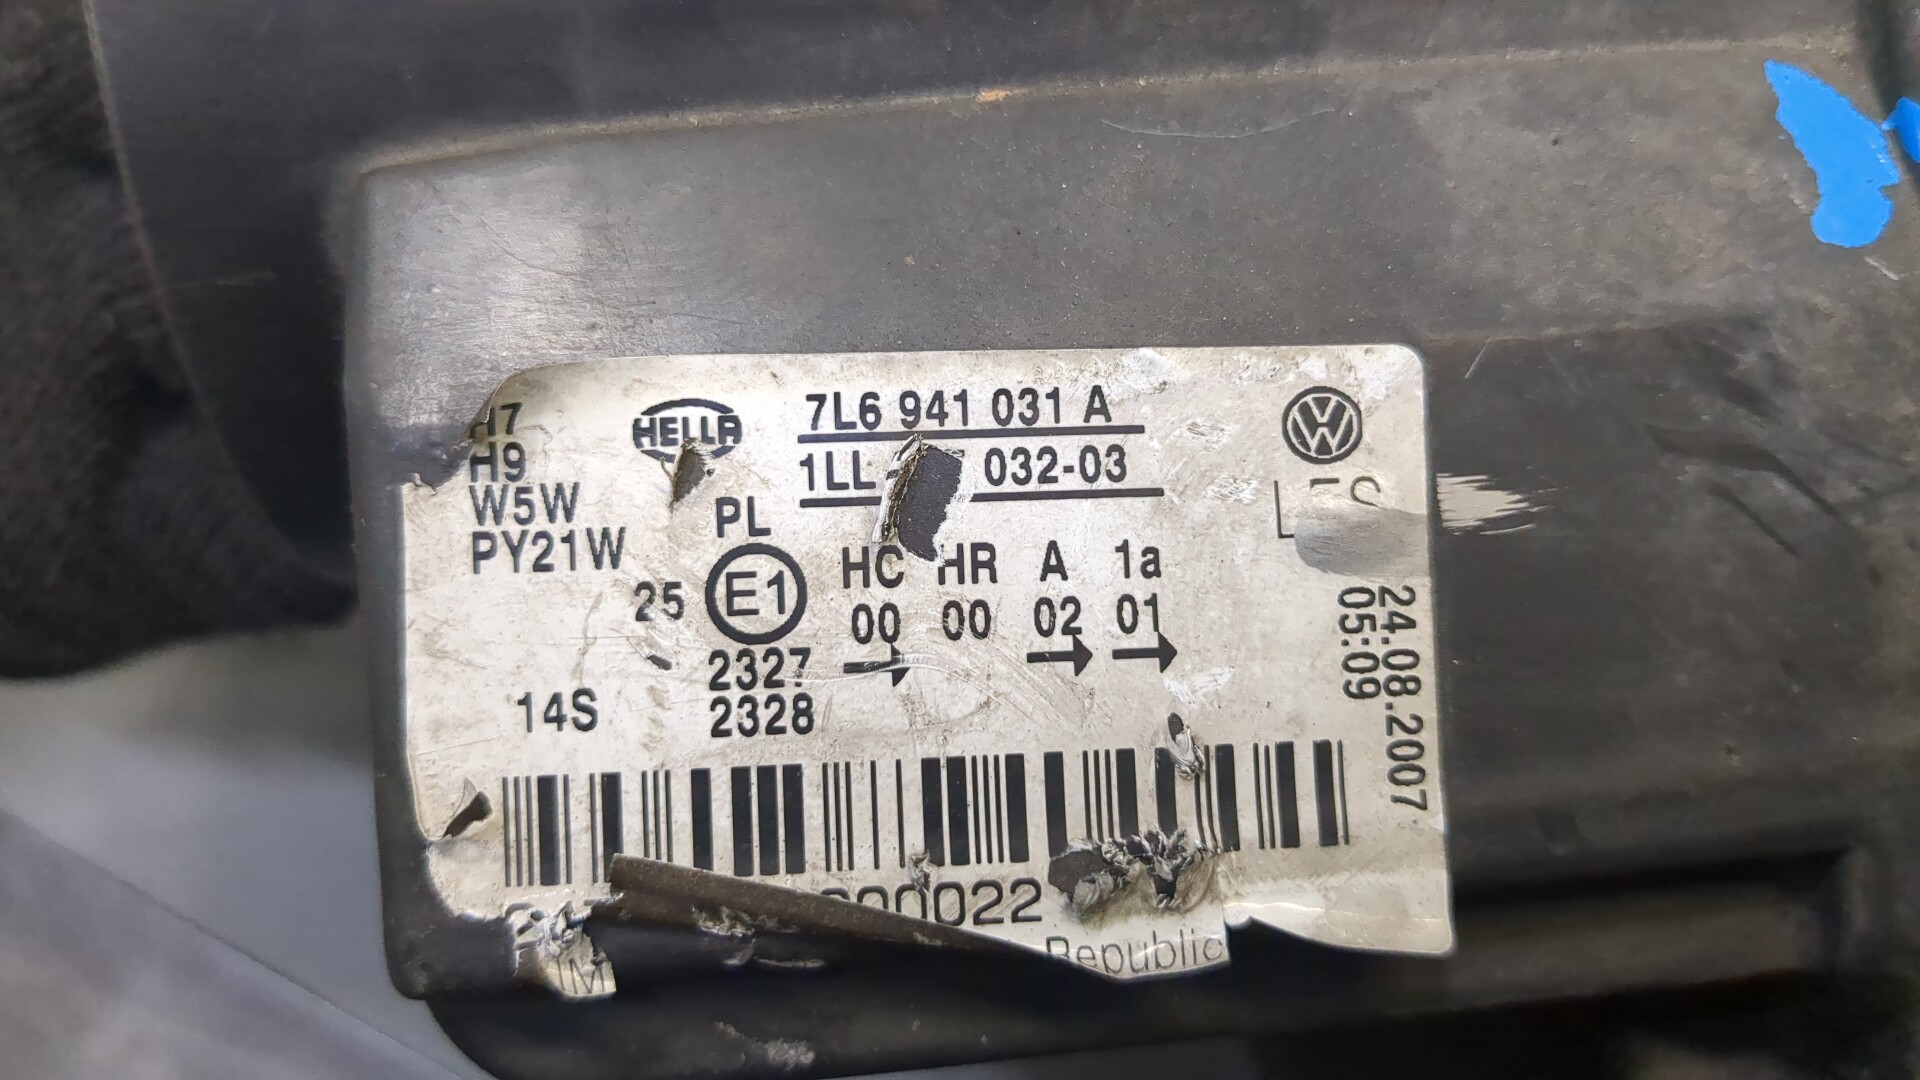 H7
H9
W5W
PY21W
HELLA
7L6 941 031 A
1LL 032-03
PL
25 E1
HC HR A 1a
00 00 02 01
2327
14S 2328
24.08.2007
05:09
000022
Republic